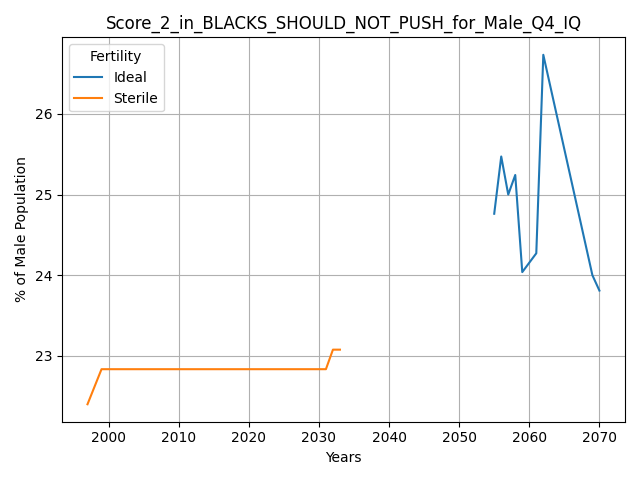 Score_2_in_BLACKS_SHOULD_NOT_PUSH_for_Male_Q4_IQ
Fertility
Ideal
Sterile
% of Male Population
26
25
24
23
2000 2010 2020 2030 2040 2050 2060 2070
Years